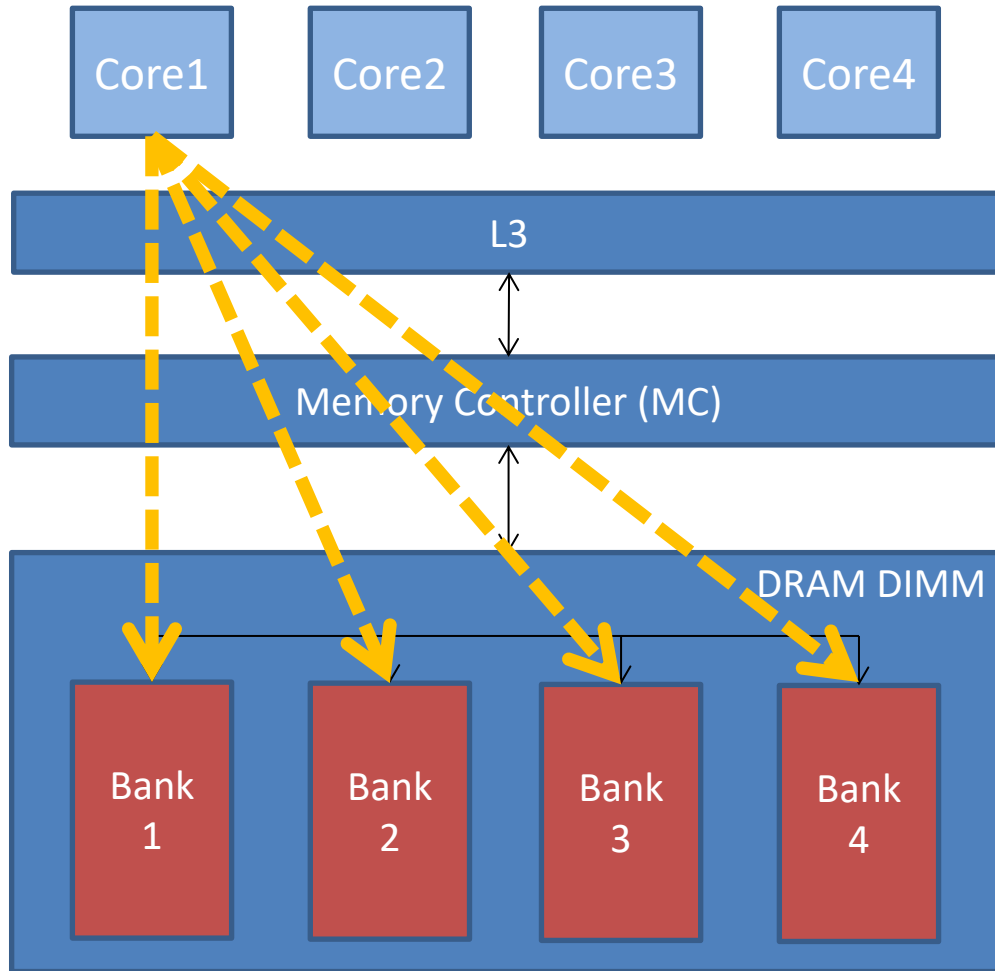 Core1
Core2
Core3
Core4
L3
Memory Controller (MC)
DRAM DIMM
Bank
1
Bank
2
Bank
3
Bank
4